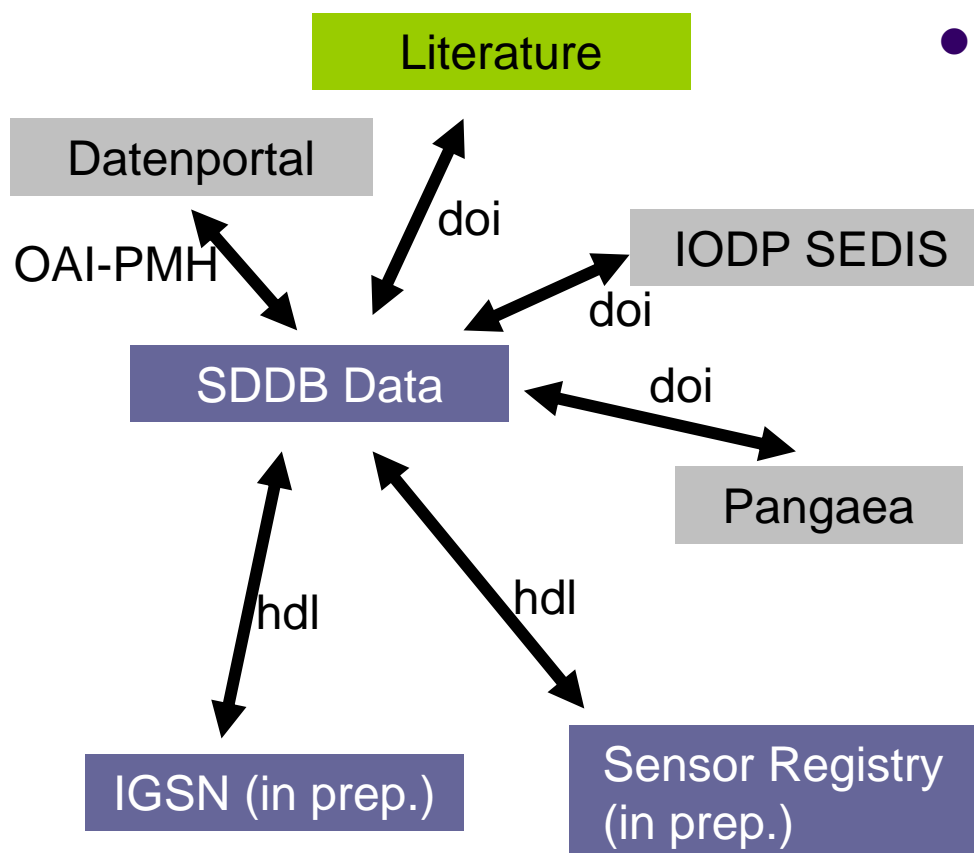 Literature
Datenportal
doi
OAI-PMH
IODP SEDIS
doi
SDDB Data
doi
Pangaea
hdl
hdl
IGSN (in prep.)
Sensor Registry
(in prep.)